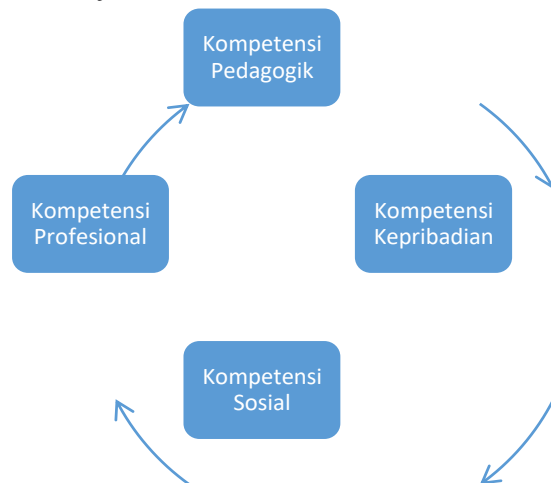 Kompetensi
Pedagogik
Kompetensi
Kepribadian
Kompetensi
Sosial
Kompetensi
Profesional